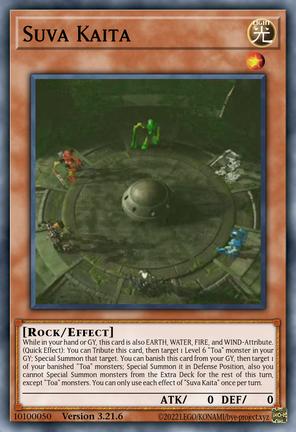 Suva Kaita
LIGHT
光
[Rock/Effect]
While in your hand or GY, this card is also EARTH, WATER, FIRE, and WIND-Attribute.
(Quick Effect): You can Tribute this card, then target 1 Level 6 "Toa" monster in your
GY; Special Summon that target. You can banish this card from your GY, then target 1
of your banished "Toa" monsters; Special Summon it in Defense Position, also you
cannot Special Summon monsters from the Extra Deck for the rest of this turn,
except "Toa" monsters. You can only use each effect of "Suva Kaita" once per turn.
ATK/ 0 DEF/ 0
10100050 Version 3.21.6 ©2022LEGO/KONAMI/bye-project.xyz